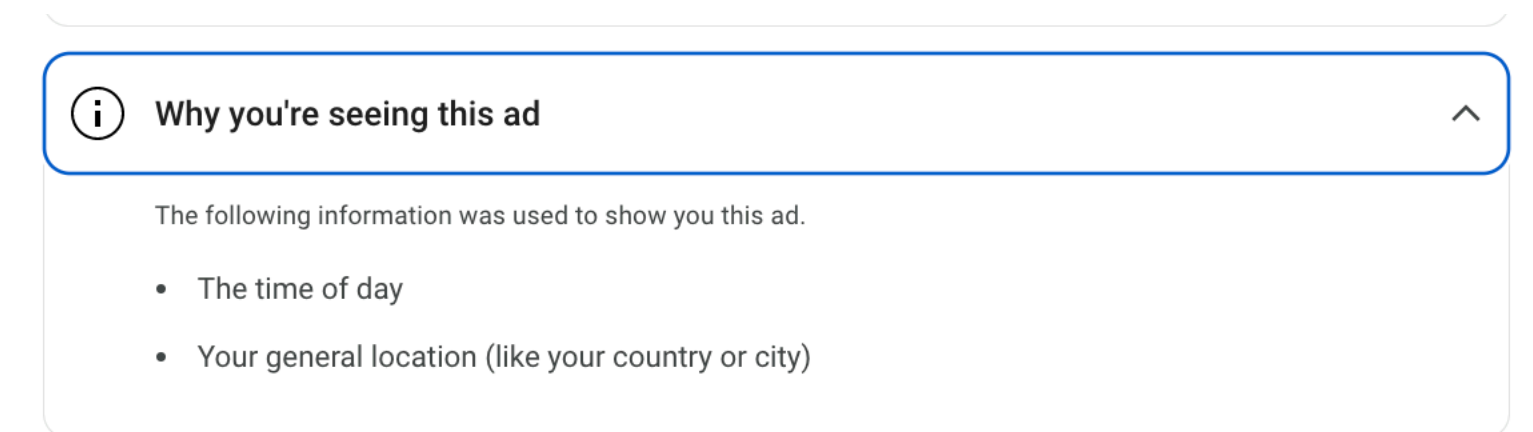 Why you're seeing this ad
The following information was used to show you this ad.
• The time of day
• Your general location (like your country or city)